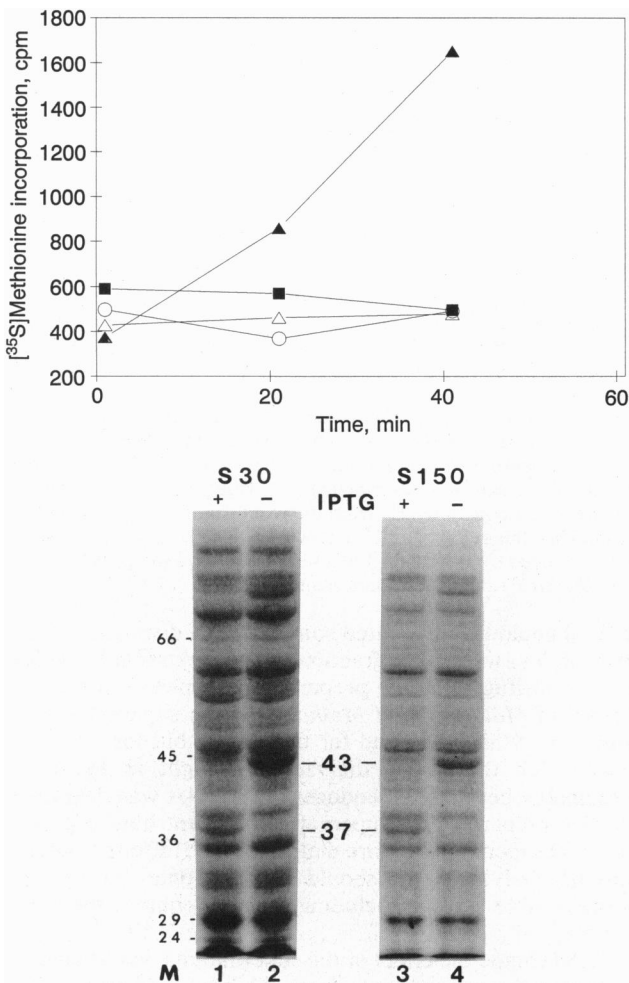 1800
1600
1400
1200
1000
800
600
400
200
[³⁵S]Methionine incorporation, cpm
0 20 40 60
Time, min
S30 S150
+ − IPTG + −
66 -
45 -
– 43 –
– 37 –
36 -
29 -
24 -
M 1 2 3 4